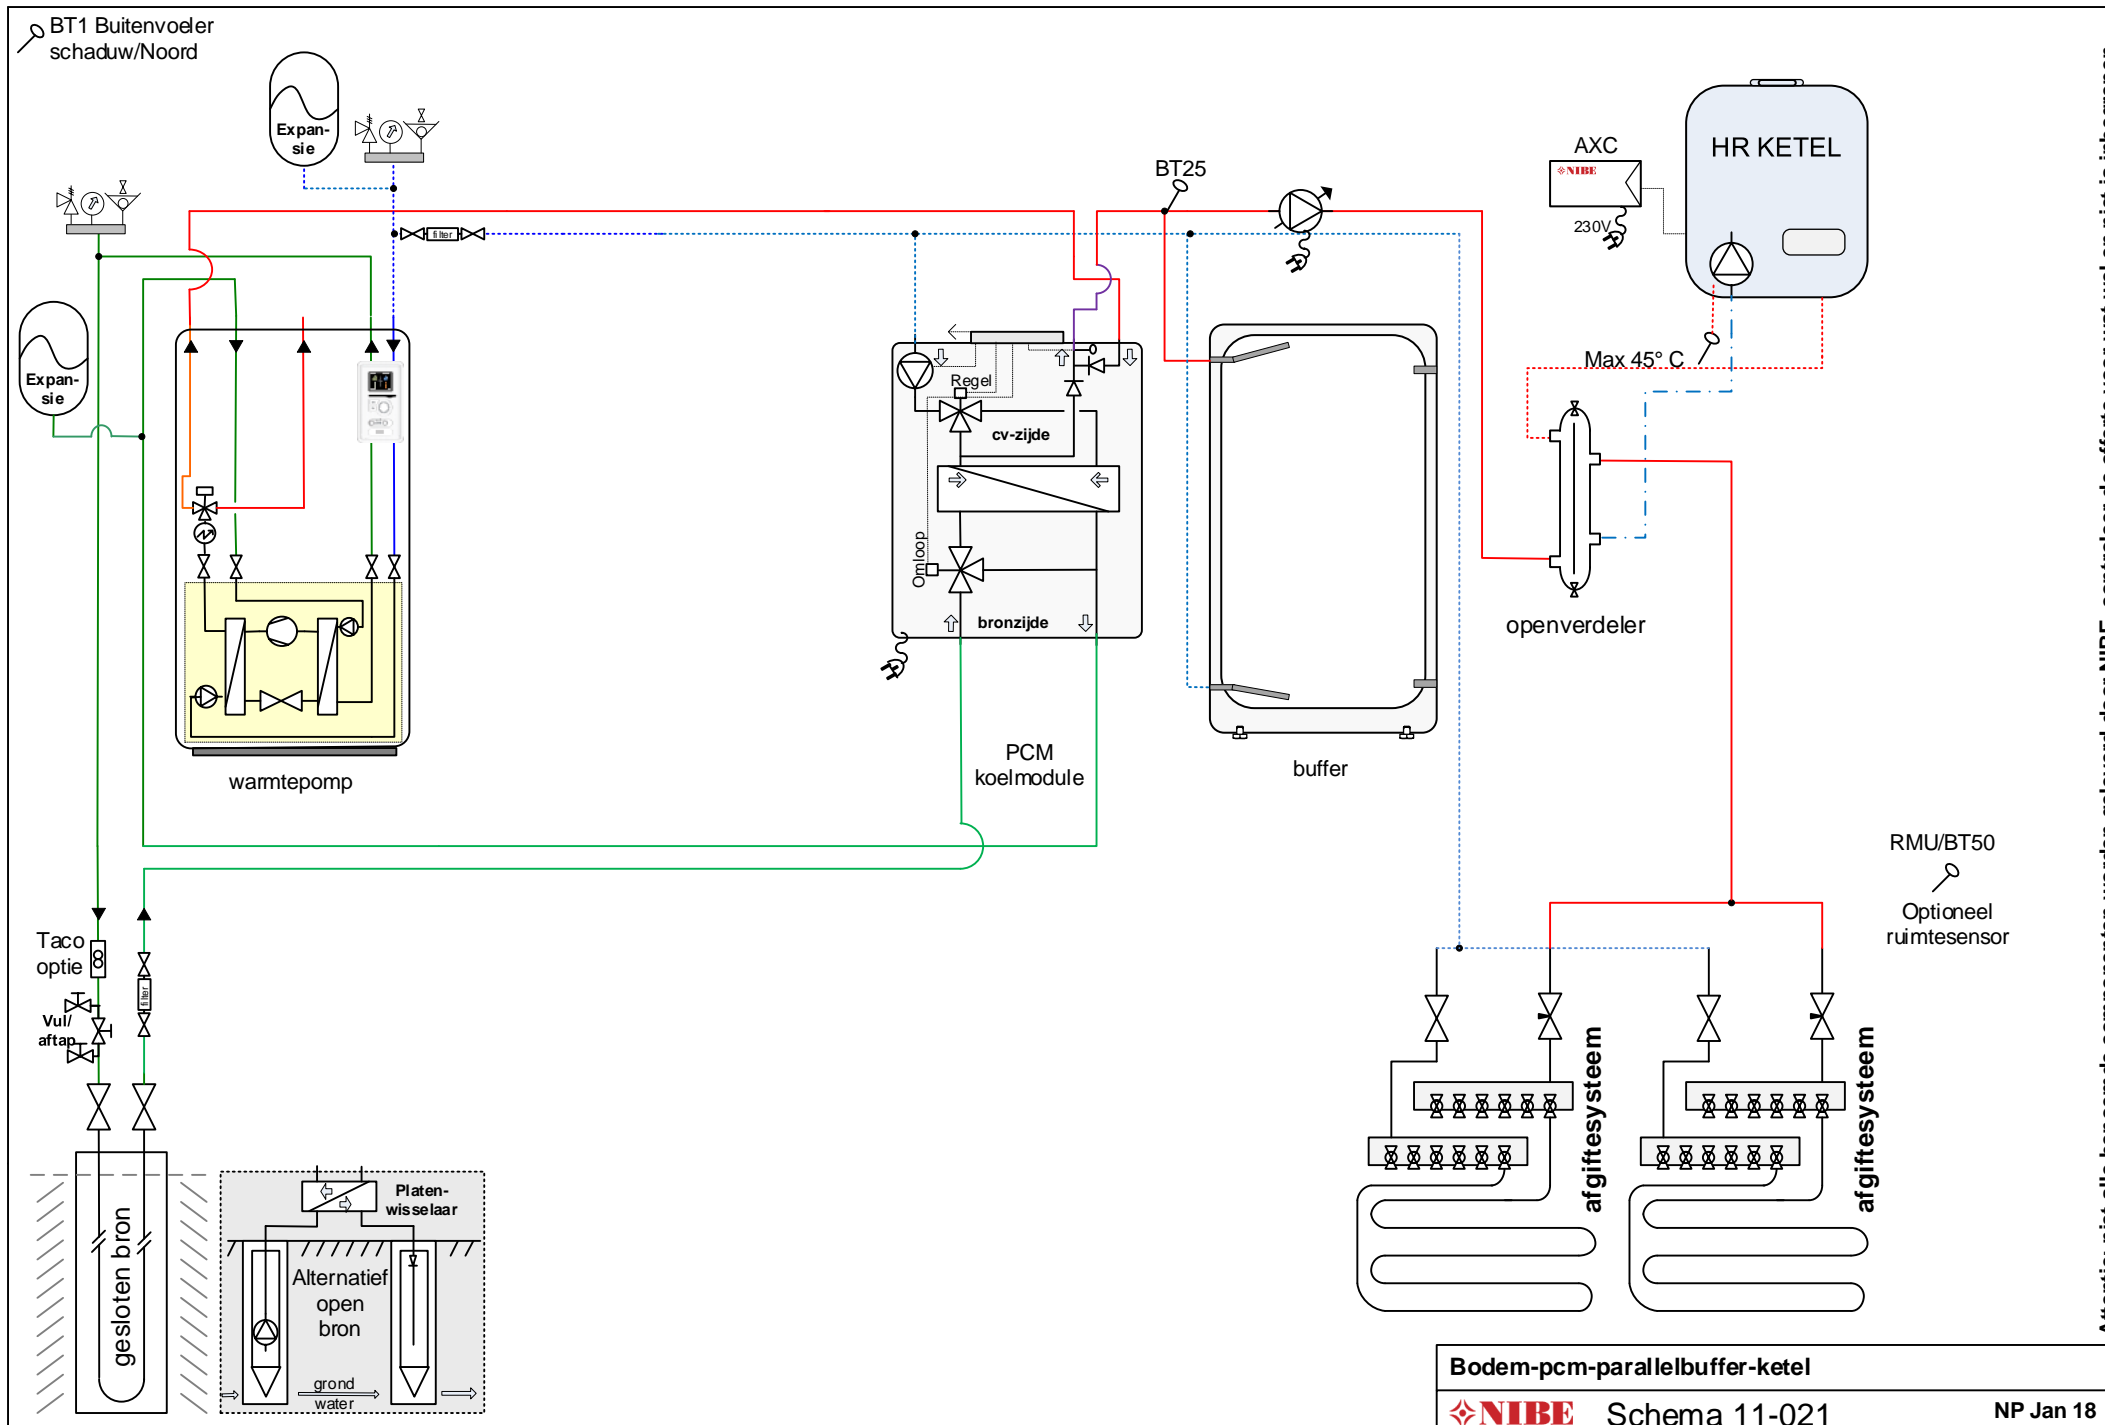 BT1 Buitenvoeler
schaduw/Noord
Expan-
sie
filter
BT25
AXC
NIBE
230V
HR KETEL
Max 45° C
Expan-
sie
Regel
cv-zijde
Omloop
bronzijde
openverdeler
warmtepomp
PCM
koelmodule
buffer
RMU/BT50
Optioneel
ruimtesensor
Taco
optie
filter
Vul/
aftap
afgiftesysteem
afgiftesysteem
gesloten bron
Platen-
wisselaar
Alternatief
open
bron
grond
water
Bodem-pcm-parallelbuffer-ketel
NIBE Schema 11-021 NP Jan 18